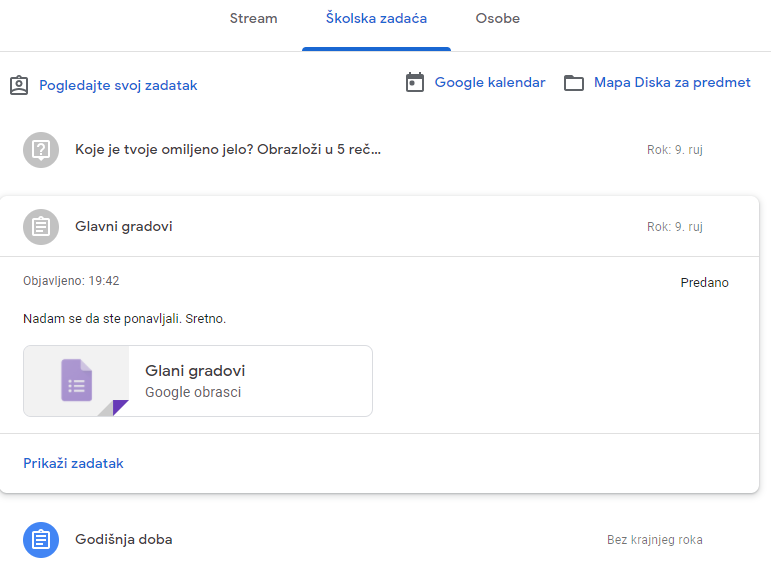 Stream Školska zadaća Osobe
Pogledajte svoj zadatak Google kalendar Mapa Diska za predmet
Koje je tvoje omiljeno jelo? Obrazloži u 5 reč... Rok: 9. ruj
Glavni gradovi Rok: 9. ruj
Objavljeno: 19:42 Predano
Nadam se da ste ponavljali. Sretno.
Glani gradovi
Google obrasci
Prikaži zadatak
Godišnja doba Bez krajnjeg roka